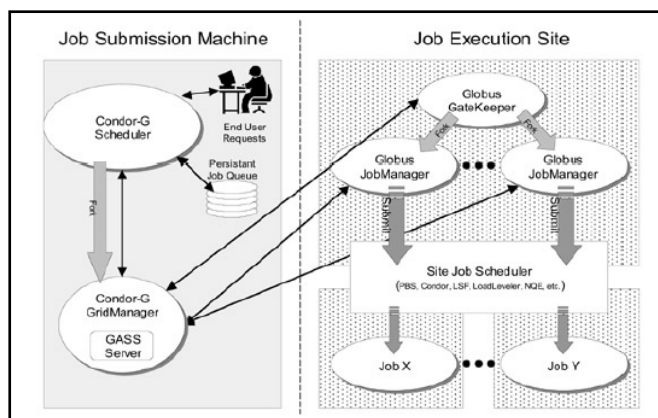 Job Submission Machine
Job Execution Site
Condor-G
Scheduler
End User
Requests
Persistant
Job Queue
Fork
Condor-G
GridManager
GASS
Server
Globus
GateKeeper
Fork
Fork
Globus
JobManager
Globus
JobManager
Submit
Submit
Site Job Scheduler
(PBS, Condor, LSF, LoadLeveler, NQE, etc.)
Job X
Job Y